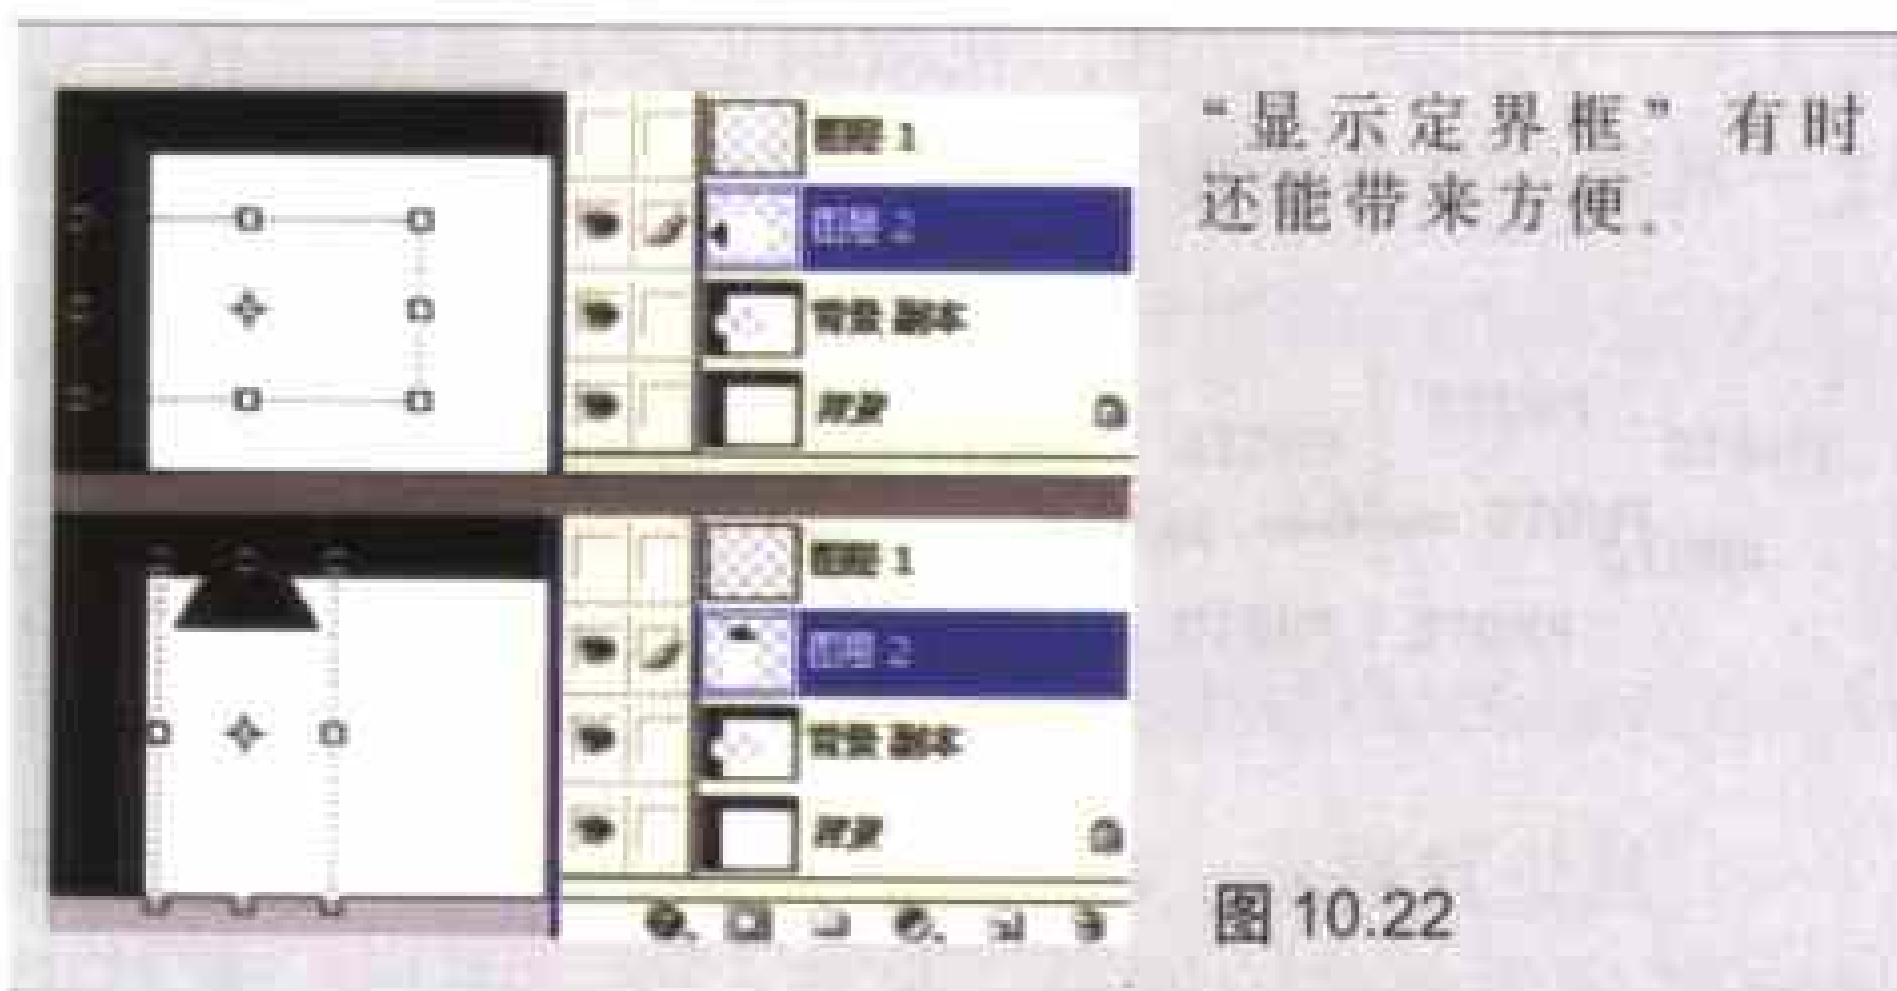 图层 1
图层 2
背景 副本
背景
图层 1
图层 2
背景 副本
背景
“显示定界框”有时
还能带来方便。
图 10.22